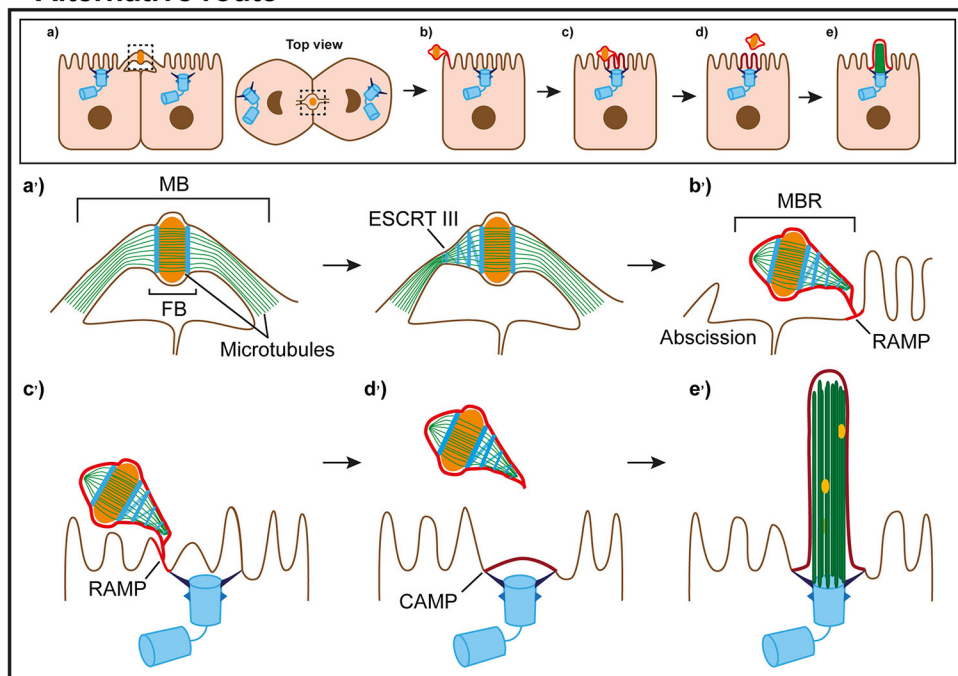 Alternative route
a)
Top view
b)
c)
d)
e)
a')
MB
FB
Microtubules
ESCRT III
b')
MBR
Abscission
RAMP
c')
RAMP
d')
CAMP
e')